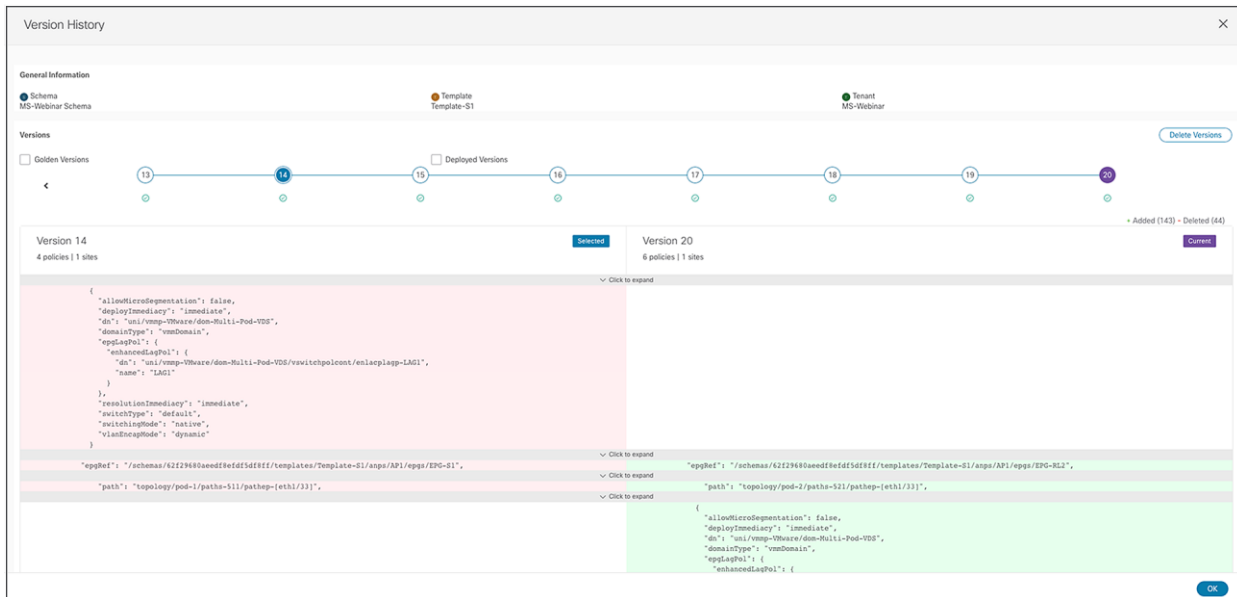 Version History
General Information
Schema
MS-Webinar Schema
Template
Template-S1
Tenant
MS-Webinar
Versions
Delete Versions
Golden Versions
Deployed Versions
13
14
15
16
17
18
19
20
+ Added (143) - Deleted (44)
Version 14
Selected
4 policies | 1 sites
Version 20
Current
6 policies | 1 sites
Click to expand
{
"allowMicroSegmentation": false,
"deployImmediacy": "immediate",
"dn": "uni/vmmp-VMware/dom-Multi-Pod-VDS",
"domainType": "vmmDomain",
"epgLagPol": {
"enhancedLagPol": {
"dn": "uni/vmmp-VMware/dom-Multi-Pod-VDS/vswitchpolcont/enlacplagp-LAG1",
"name": "LAG1"
}
},
"resolutionImmediacy": "immediate",
"switchType": "default",
"switchingMode": "native",
"vlanEncapMode": "dynamic"
}
Click to expand
"epgRef": "/schemas/62f29680aeedf8efdf5df8ff/templates/Template-S1/anps/AP1/epgs/EPG-S1",
"epgRef": "/schemas/62f29680aeedf8efdf5df8ff/templates/Template-S1/anps/AP1/epgs/EPG-RL2",
Click to expand
"path": "topology/pod-1/paths-511/pathep-[eth1/33]",
"path": "topology/pod-2/paths-521/pathep-[eth1/33]",
Click to expand
{
"allowMicroSegmentation": false,
"deployImmediacy": "immediate",
"dn": "uni/vmmp-VMware/dom-Multi-Pod-VDS",
"domainType": "vmmDomain",
"epgLagPol": {
"enhancedLagPol": {
OK